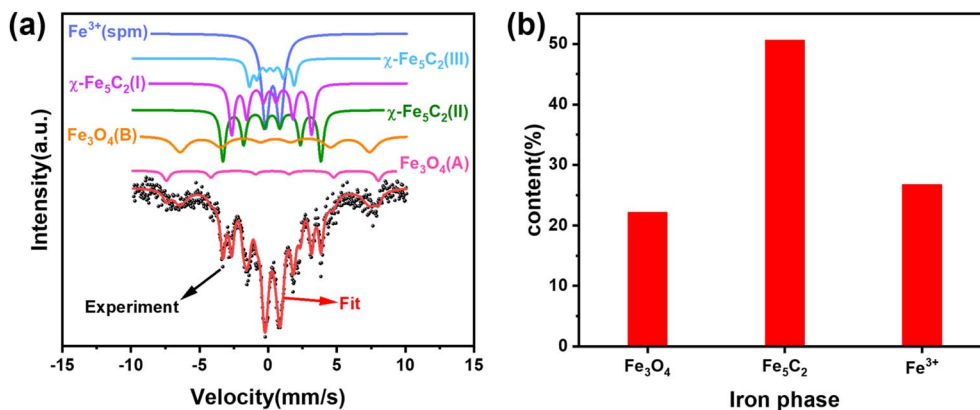 (a)
Fe³⁺(spm)
χ-Fe₅C₂(III)
χ-Fe₅C₂(I)
χ-Fe₅C₂(II)
Fe₃O₄(B)
Fe₃O₄(A)
Experiment
Fit
Intensity(a.u.)
-15 -10 -5 0 5 10 15
Velocity(mm/s)
(b)
50
40
30
20
10
0
content(%)
Fe₃O₄ Fe₅C₂ Fe³⁺
Iron phase